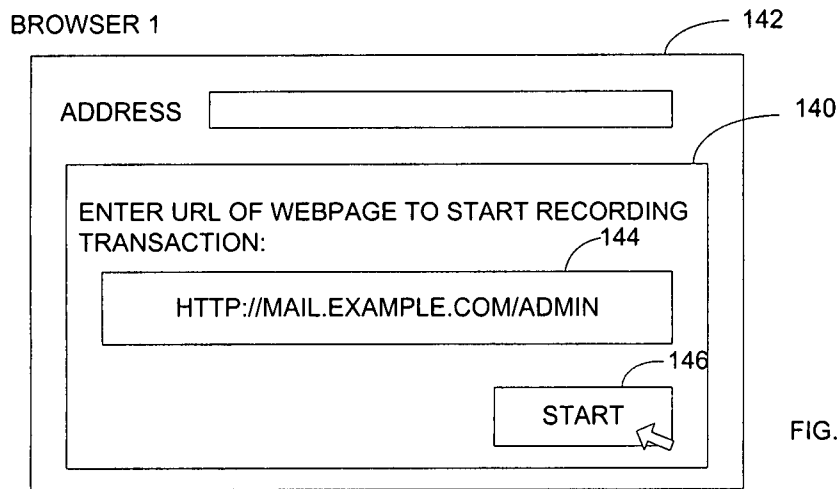 BROWSER 1
142
ADDRESS
140
ENTER URL OF WEBPAGE TO START RECORDING
TRANSACTION:
144
HTTP://MAIL.EXAMPLE.COM/ADMIN
146
START
FIG.